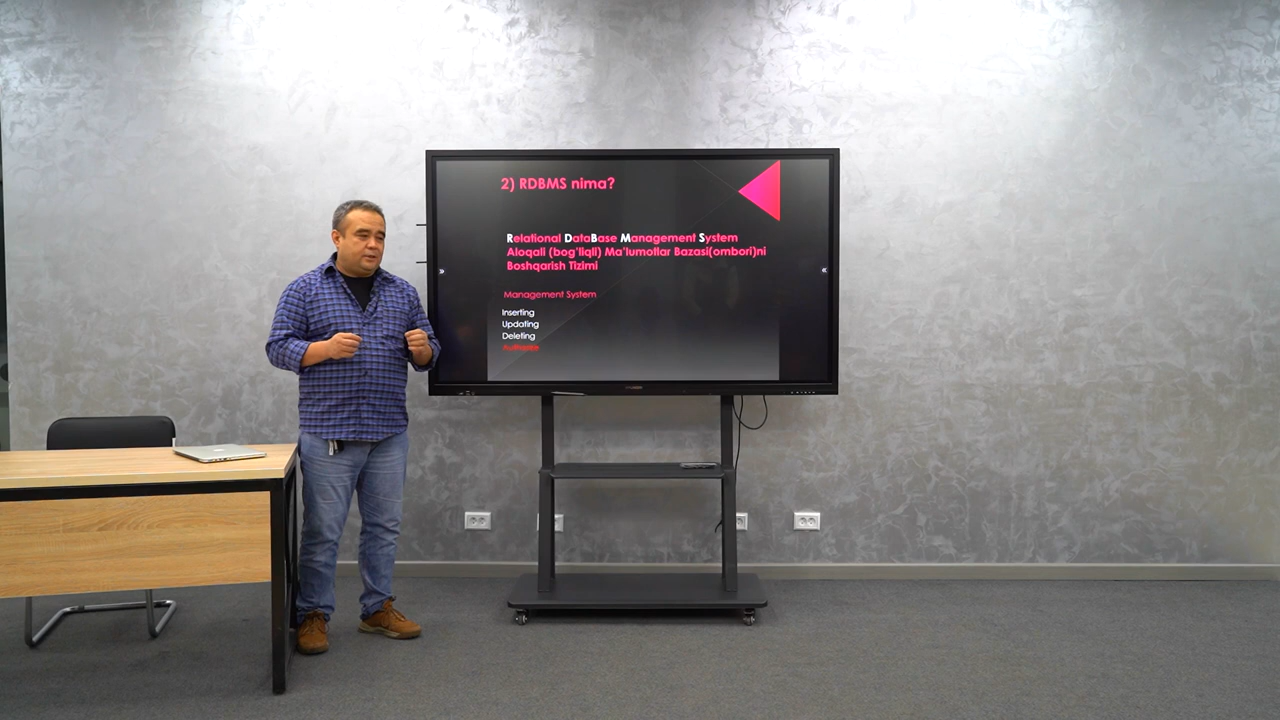 2) RDBMS nima?
Relational DataBase Management System
Aloqali (bog'liqli) Ma'lumotlar Bazasi(ombori)ni
Boshqarish Tizimi
Management System
Inserting
Updating
Deleting